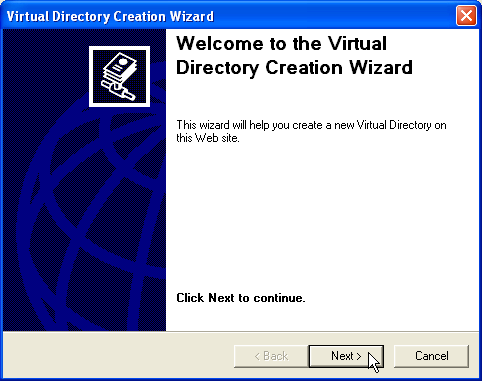 Virtual Directory Creation Wizard
Welcome to the Virtual
Directory Creation Wizard
This wizard will help you create a new Virtual Directory on
this Web site.
Click Next to continue.
< Back Next > Cancel